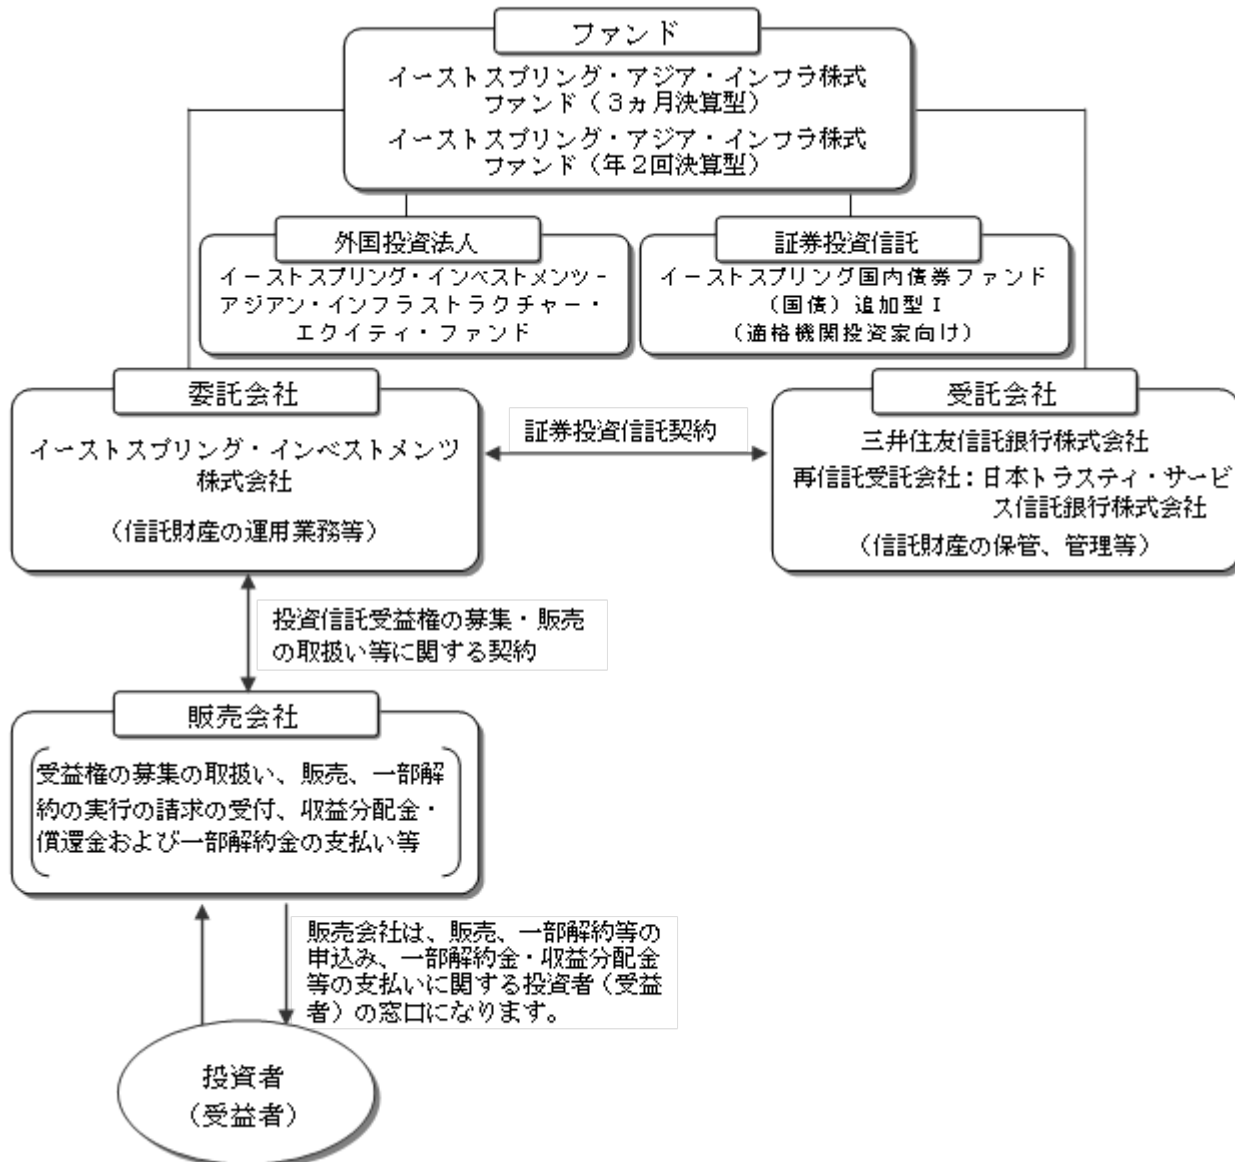 ファンド
イーストスプリング・アジア・インフラ株式
ファンド（３ヵ月決算型）
イーストスプリング・アジア・インフラ株式
ファンド（年２回決算型）
外国投資法人
イーストスプリング・インベストメンツ－
アジアン・インフラストラクチャー・
エクイティ・ファンド
証券投資信託
イーストスプリング国内債券ファンド
（国債）追加型Ⅰ
（適格機関投資家向け）
委託会社
イーストスプリング・インベストメンツ
株式会社
（信託財産の運用業務等）
証券投資信託契約
受託会社
三井住友信託銀行株式会社
再信託受託会社：日本トラスティ・サービ
ス信託銀行株式会社
（信託財産の保管、管理等）
投資信託受益権の募集・販売
の取扱い等に関する契約
販売会社
受益権の募集の取扱い、販売、一部解
約の実行の請求の受付、収益分配金・
償還金および一部解約金の支払い等
販売会社は、販売、一部解約等の
申込み、一部解約金・収益分配金
等の支払いに関する投資者（受益
者）の窓口になります。
投資者
（受益者）